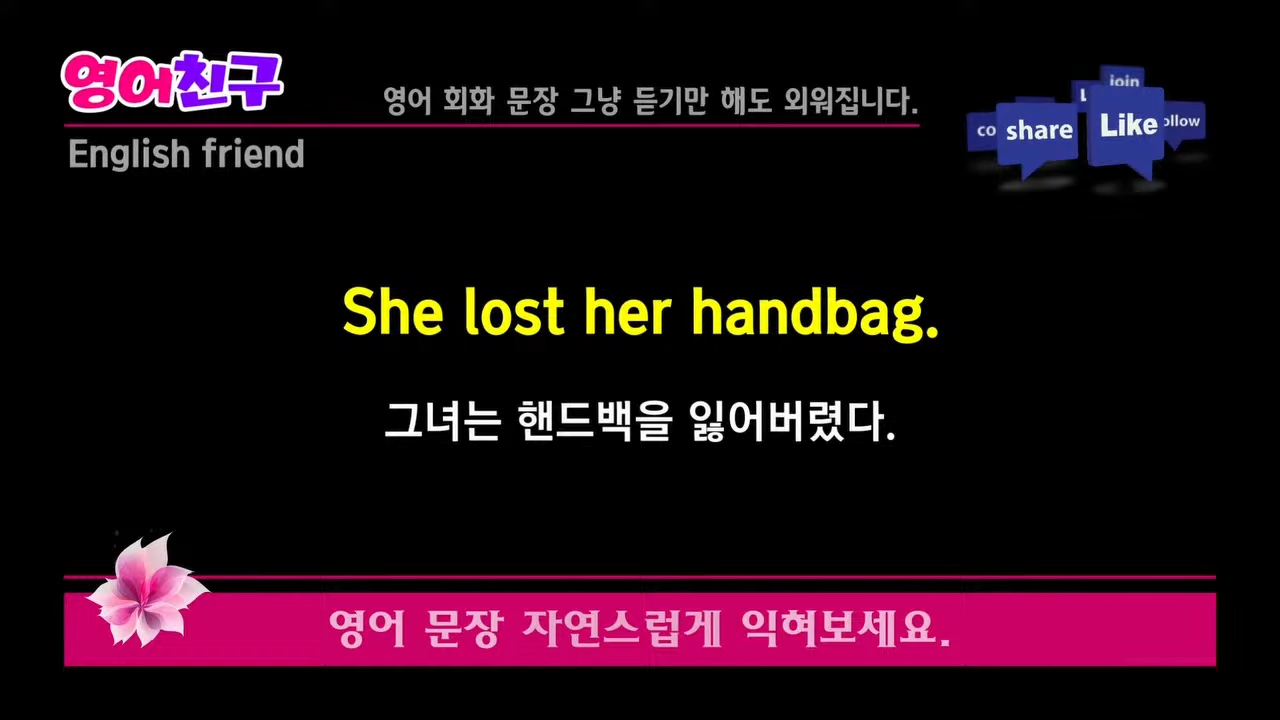 영어친구
영어 회화 문장 그냥 듣기만 해도 외워집니다.
English friend
join
share
Like
She lost her handbag.
그녀는 핸드백을 잃어버렸다.
영어 문장 자연스럽게 익혀보세요.